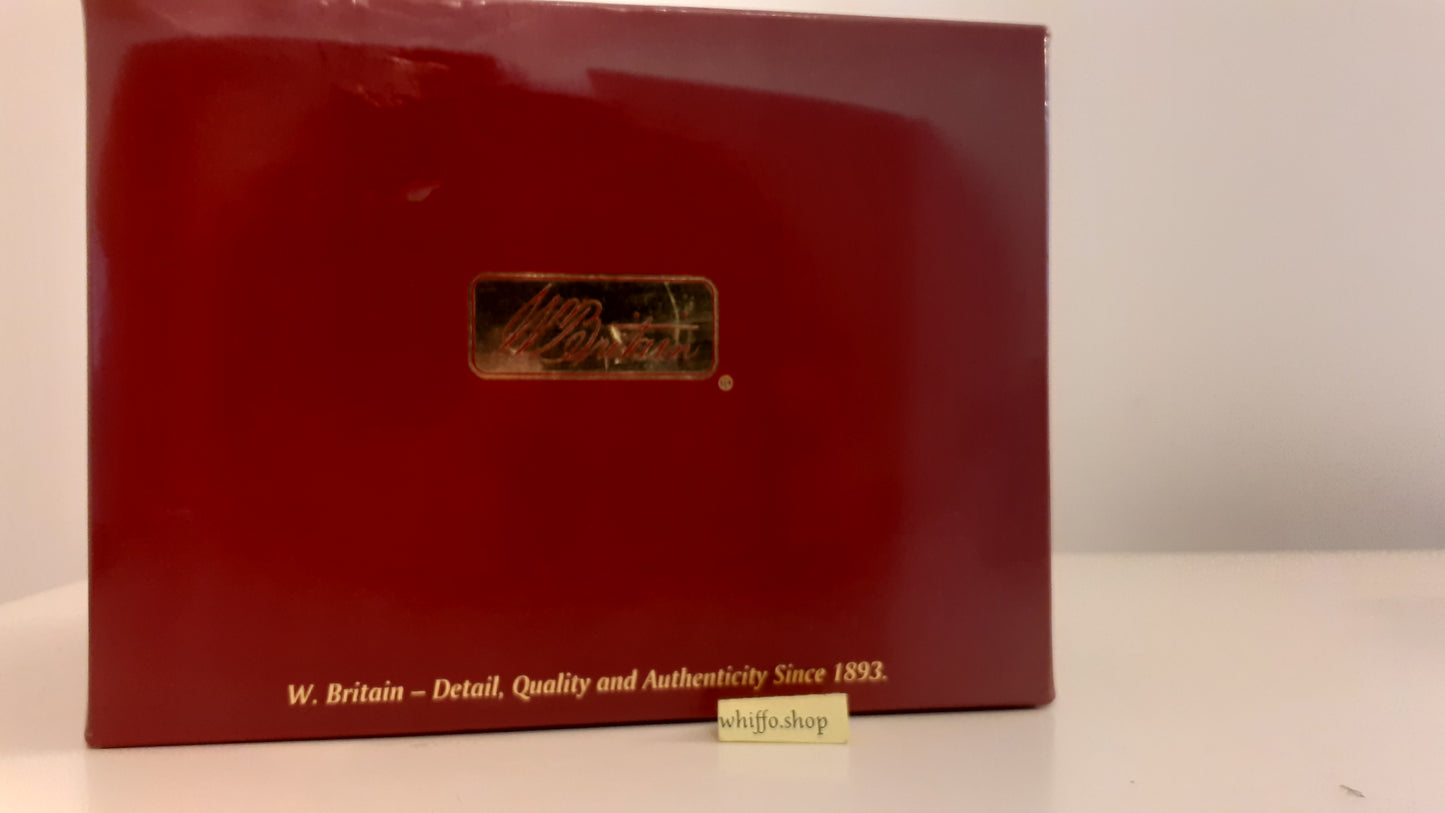 W Britain
®
W. Britain – Detail, Quality and Authenticity Since 1893.
whiffo.shop